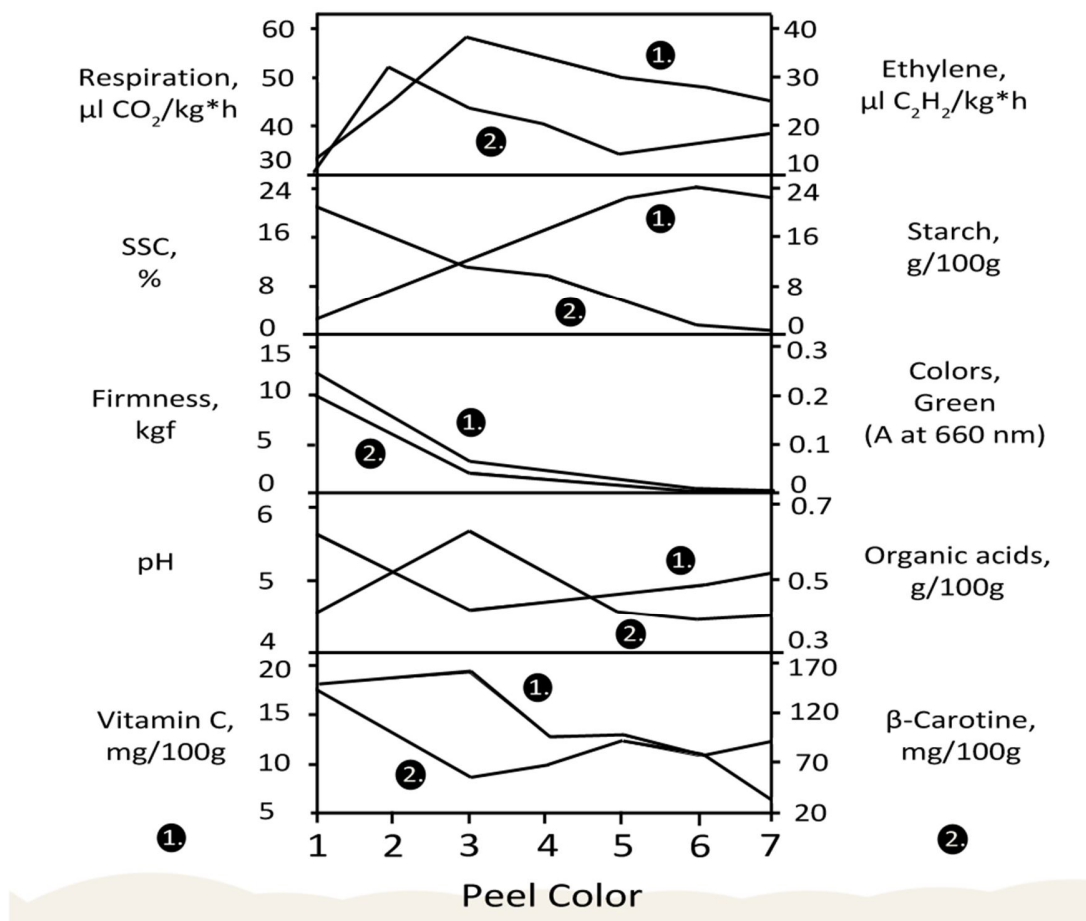 60
50
40
30
Respiration,
µl CO₂/kg*h
40
30
20
10
Ethylene,
µl C₂H₂/kg*h
1.
2.
24
16
8
0
SSC,
%
24
16
8
0
Starch,
g/100g
1.
2.
15
10
5
0
Firmness,
kgf
0.3
0.2
0.1
0
Colors,
Green
(A at 660 nm)
1.
2.
6
5
4
pH
0.7
0.5
0.3
Organic acids,
g/100g
1.
2.
20
15
10
5
Vitamin C,
mg/100g
170
120
70
20
β-Carotine,
mg/100g
1.
2.
1.
2.
1 2 3 4 5 6 7
Peel Color